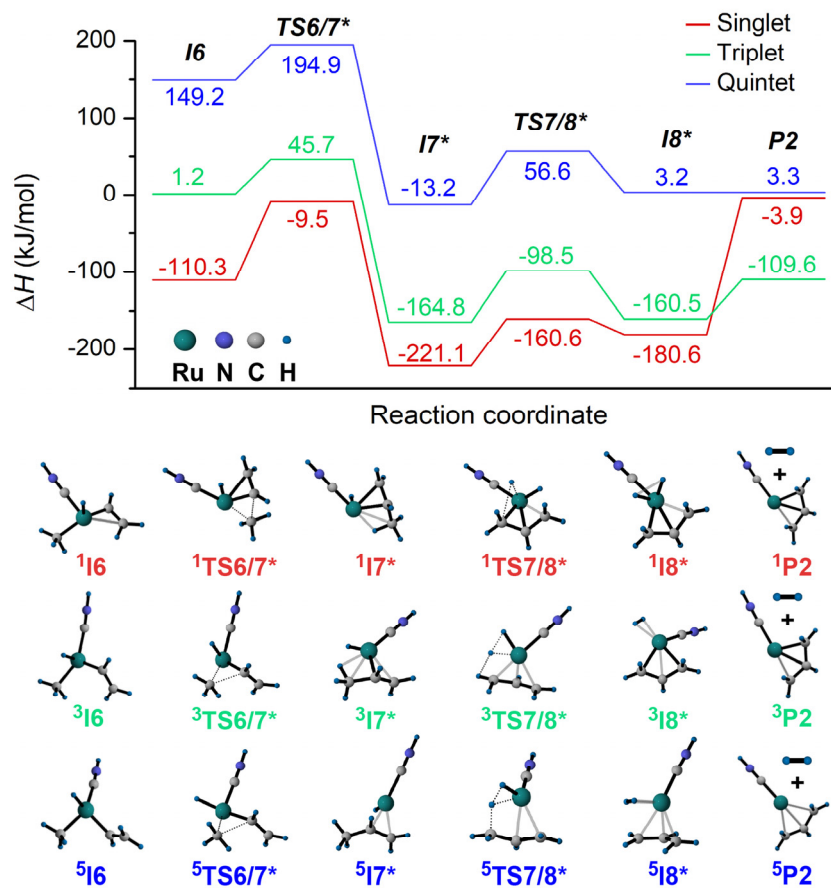 I6 TS6/7* I7* TS7/8* I8* P2
Singlet
Triplet
Quintet
200
100
0
-100
-200
ΔH (kJ/mol)
149.2 194.9 -13.2 56.6 3.2 3.3
1.2 45.7 -164.8 -98.5 -160.5 -109.6
-110.3 -9.5 -221.1 -160.6 -180.6 -3.9
Ru N C H
Reaction coordinate
+
¹I6 ¹TS6/7* ¹I7* ¹TS7/8* ¹I8* ¹P2
+
³I6 ³TS6/7* ³I7* ³TS7/8* ³I8* ³P2
+
⁵I6 ⁵TS6/7* ⁵I7* ⁵TS7/8* ⁵I8* ⁵P2